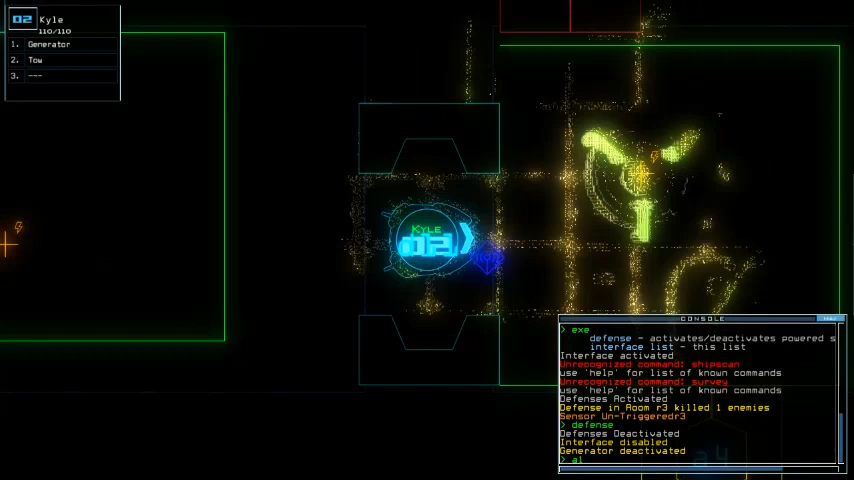 02 Kyle
110/110
1. Generator
2. Tow
3. ---
KYLE
02
CONSOLE
> exe
defense - activates/deactivates powered s
interface list - this list
Interface activated
Unrecognized command: shipscan
use 'help' for list of known commands
Unrecognized command: survey
use 'help' for list of known commands
Defenses Activated
Defense in Room r3 killed 1 enemies
Sensor Un-Triggeredr3
> defense
Defenses Deactivated
Interface disabled
Generator deactivated
> al
a4